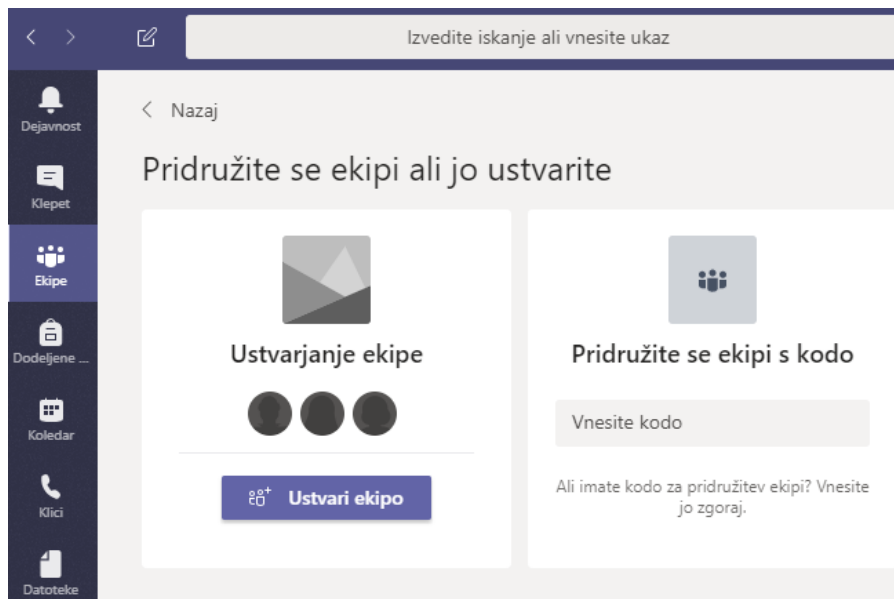 Izvedite iskanje ali vnesite ukaz
Dejavnost
Klepet
Ekipe
Dodeljene ...
Koledar
Klici
Datoteke
Nazaj
Pridružite se ekipi ali jo ustvarite
Ustvarjanje ekipe
Ustvari ekipo
Pridružite se ekipi s kodo
Vnesite kodo
Ali imate kodo za pridružitev ekipi? Vnesite
jo zgoraj.